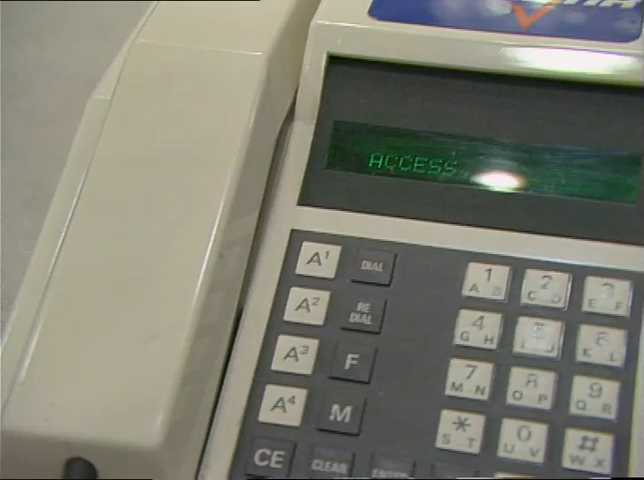 ACCESS
A¹ DIAL 1 2 3
A B C D E F
A² RE DIAL 4 5 6
G H K L
A³ F 7 8 9
M N O P Q R
A⁴ M * 0 #
S T U V W X
CE CLEAR ENTER